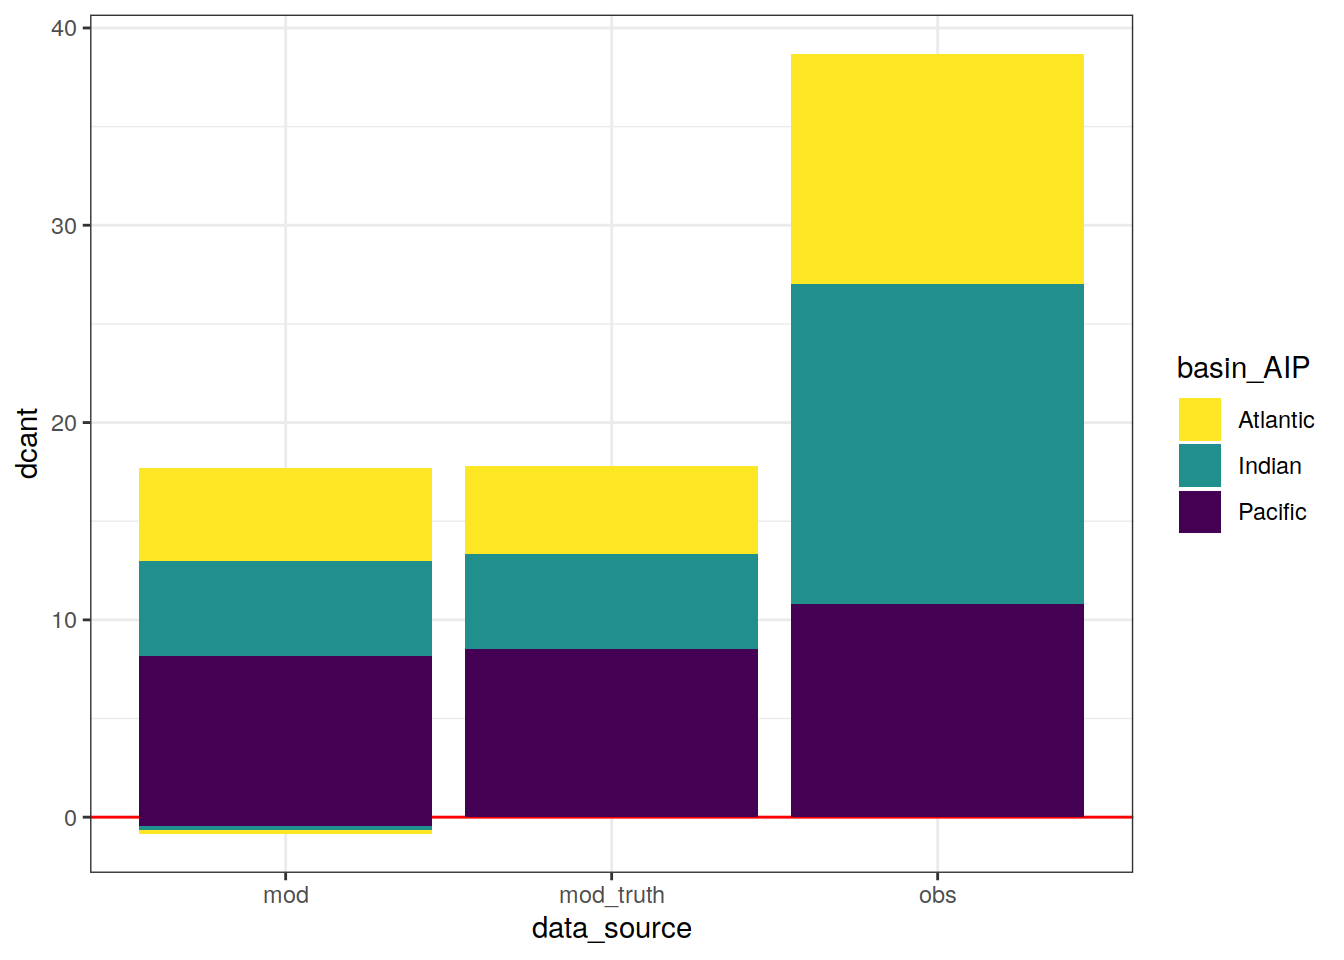 40
30
20
10
0
dcant
mod
mod_truth
obs
data_source
basin_AIP
Atlantic
Indian
Pacific